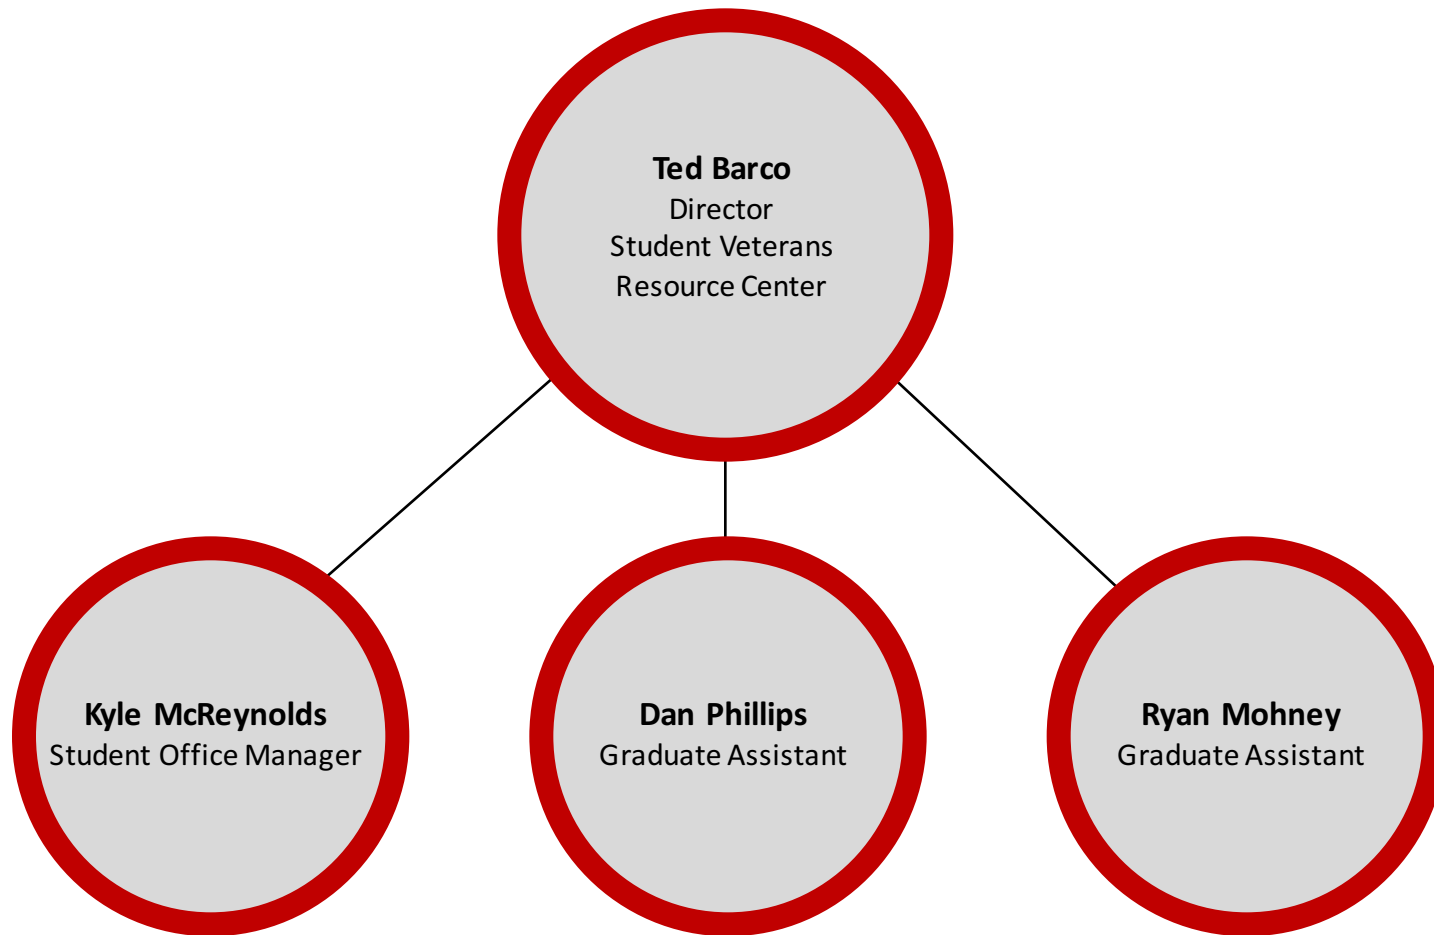 Ted Barco
Director
Student Veterans
Resource Center
Kyle McReynolds
Student Office Manager
Dan Phillips
Graduate Assistant
Ryan Mohney
Graduate Assistant